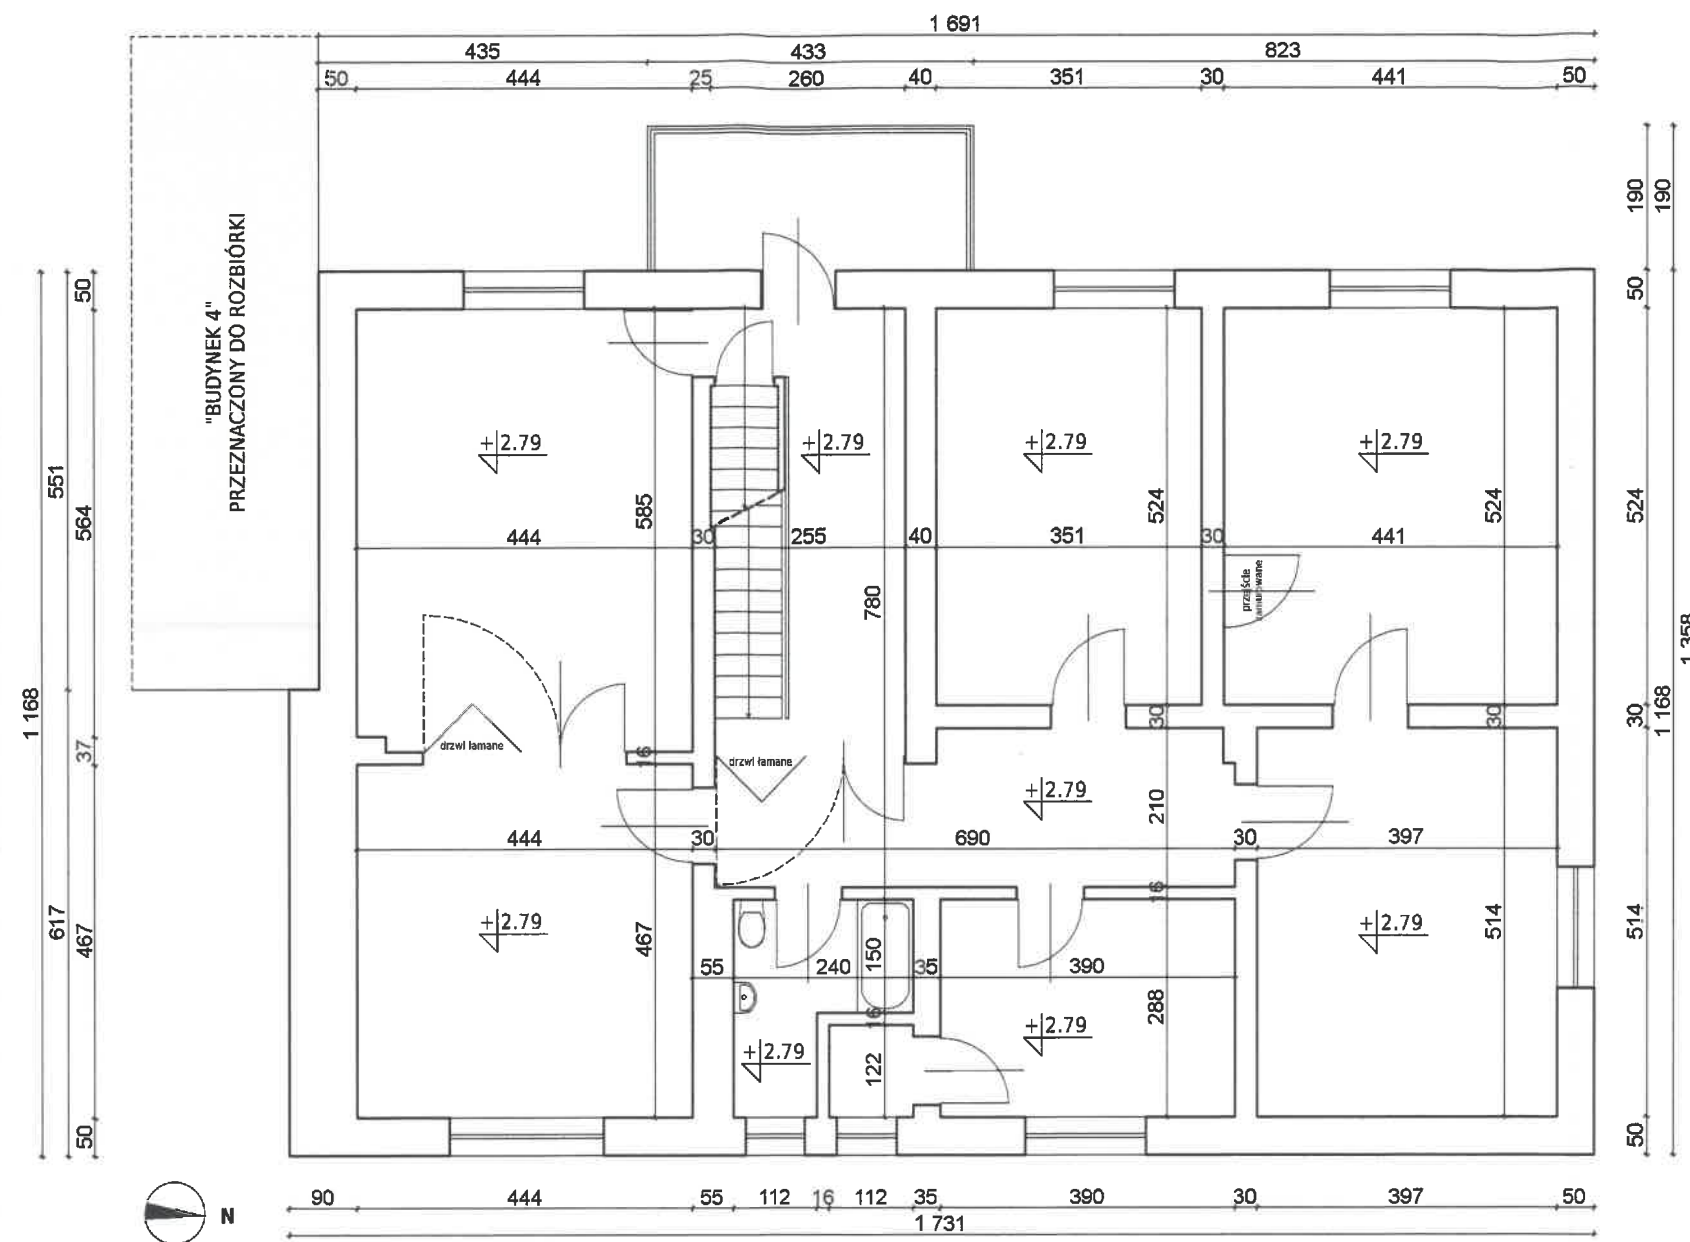 1 691
435 433 823
50 444 25 260 40 351 30 441 50
190 190
"BUDYNEK 4"
PRZEZNACZONY DO ROZBIÓRKI
50 50
+2.79 +2.79 +2.79 +2.79
551 564 585 524 524 524
444 30 255 40 351 30 441
przejście
zamurowane
780
1 358
1 168 37 16 30 30 30 1 168
drzwi łamane drzwi łamane
+2.79
210
444 30 690 30 397
16
617 467 467 +2.79 +2.79 514 514
55 240 150 35 390
288
16
+2.79 +2.79
122
50 50
N
90 444 55 112 16 112 35 390 30 397 50
1 731